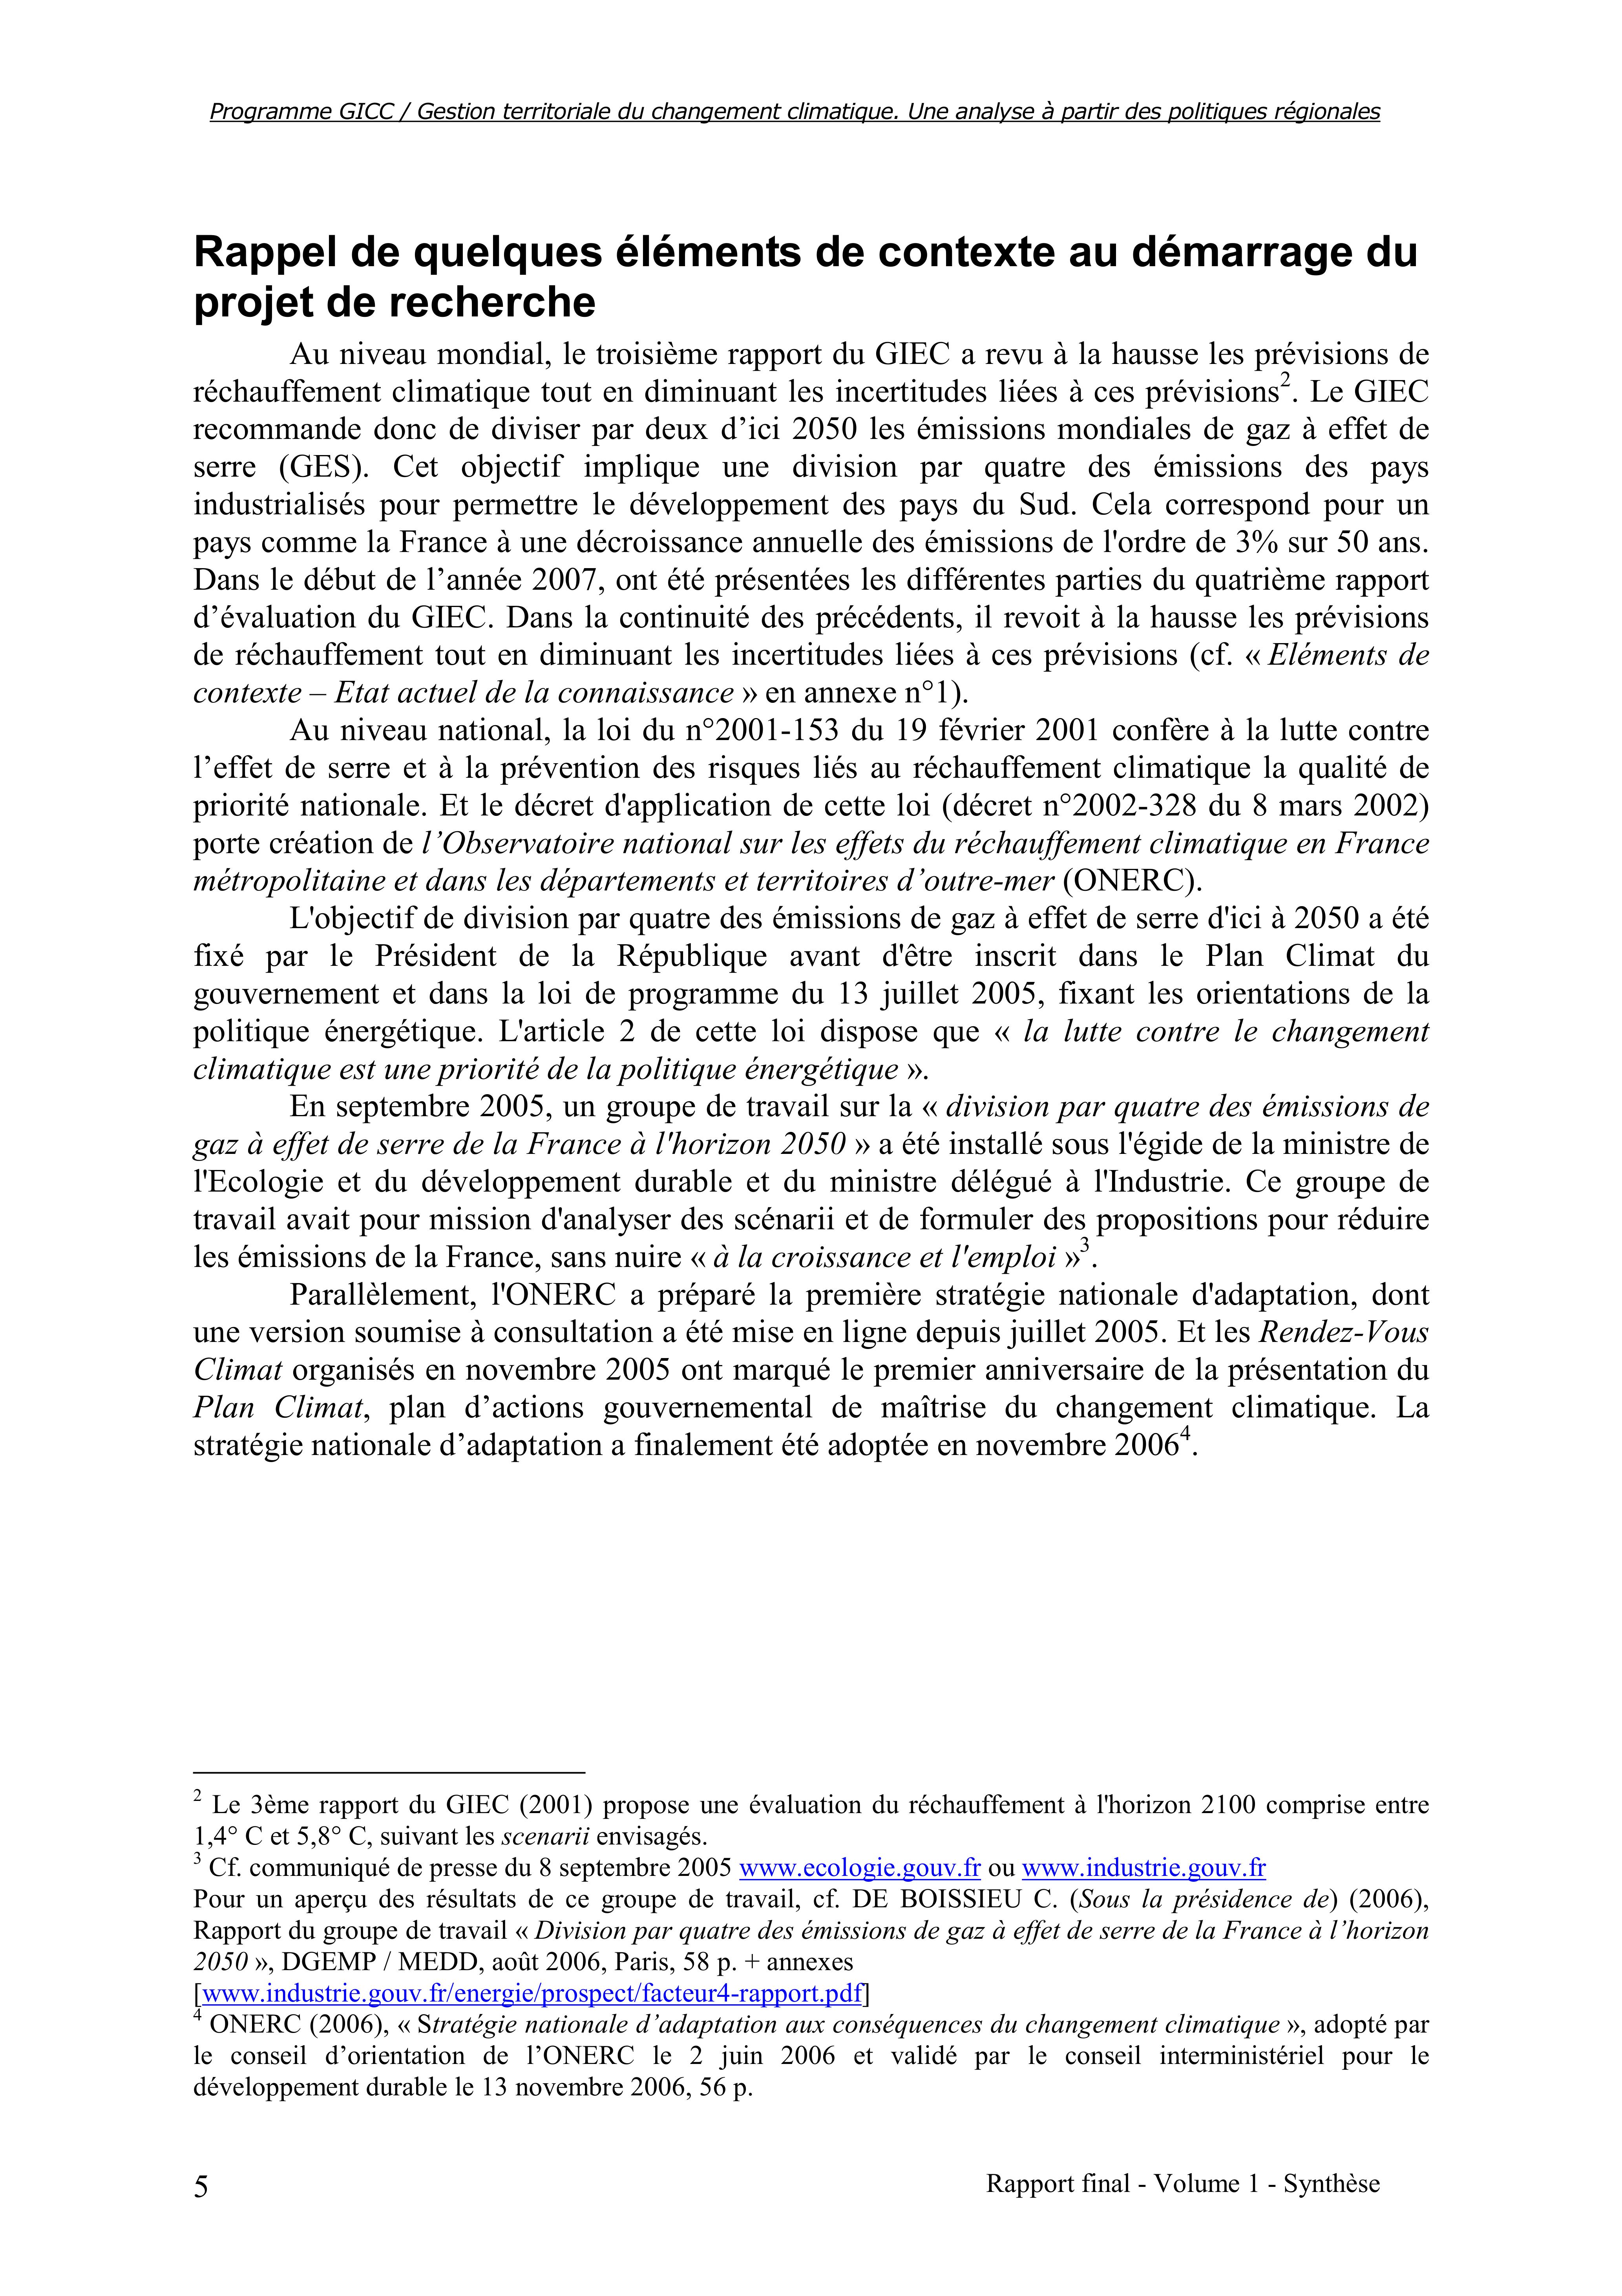 Programme GICC / Gestion territoriale du changement climatique. Une analyse à partir des politiques régionales
Rappel de quelques éléments de contexte au démarrage du
projet de recherche
Au niveau mondial, le troisième rapport du GIEC a revu à la hausse les prévisions de
réchauffement climatique tout en diminuant les incertitudes liées à ces prévisions2. Le GIEC
recommande donc de diviser par deux d’ici 2050 les émissions mondiales de gaz à effet de
serre (GES). Cet objectif implique une division par quatre des émissions des pays
industrialisés pour permettre le développement des pays du Sud. Cela correspond pour un
pays comme la France à une décroissance annuelle des émissions de l'ordre de 3% sur 50 ans.
Dans le début de l’année 2007, ont été présentées les différentes parties du quatrième rapport
d’évaluation du GIEC. Dans la continuité des précédents, il revoit à la hausse les prévisions
de réchauffement tout en diminuant les incertitudes liées à ces prévisions (cf. « Eléments de
contexte – Etat actuel de la connaissance » en annexe n°1).
Au niveau national, la loi du n°2001-153 du 19 février 2001 confère à la lutte contre
l’effet de serre et à la prévention des risques liés au réchauffement climatique la qualité de
priorité nationale. Et le décret d'application de cette loi (décret n°2002-328 du 8 mars 2002)
porte création de l’Observatoire national sur les effets du réchauffement climatique en France
métropolitaine et dans les départements et territoires d’outre-mer (ONERC).
L'objectif de division par quatre des émissions de gaz à effet de serre d'ici à 2050 a été
fixé par le Président de la République avant d'être inscrit dans le Plan Climat du
gouvernement et dans la loi de programme du 13 juillet 2005, fixant les orientations de la
politique énergétique. L'article 2 de cette loi dispose que « la lutte contre le changement
climatique est une priorité de la politique énergétique ».
En septembre 2005, un groupe de travail sur la « division par quatre des émissions de
gaz à effet de serre de la France à l'horizon 2050 » a été installé sous l'égide de la ministre de
l'Ecologie et du développement durable et du ministre délégué à l'Industrie. Ce groupe de
travail avait pour mission d'analyser des scénarii et de formuler des propositions pour réduire
les émissions de la France, sans nuire « à la croissance et l'emploi »3.
Parallèlement, l'ONERC a préparé la première stratégie nationale d'adaptation, dont
une version soumise à consultation a été mise en ligne depuis juillet 2005. Et les Rendez-Vous
Climat organisés en novembre 2005 ont marqué le premier anniversaire de la présentation du
Plan Climat, plan d’actions gouvernemental de maîtrise du changement climatique. La
stratégie nationale d’adaptation a finalement été adoptée en novembre 20064.
2 Le 3ème rapport du GIEC (2001) propose une évaluation du réchauffement à l'horizon 2100 comprise entre
1,4° C et 5,8° C, suivant les scenarii envisagés.
3 Cf. communiqué de presse du 8 septembre 2005 www.ecologie.gouv.fr ou www.industrie.gouv.fr
Pour un aperçu des résultats de ce groupe de travail, cf. DE BOISSIEU C. (Sous la présidence de) (2006),
Rapport du groupe de travail « Division par quatre des émissions de gaz à effet de serre de la France à l’horizon
2050 », DGEMP / MEDD, août 2006, Paris, 58 p. + annexes
[www.industrie.gouv.fr/energie/prospect/facteur4-rapport.pdf]
4 ONERC (2006), « Stratégie nationale d’adaptation aux conséquences du changement climatique », adopté par
le conseil d’orientation de l’ONERC le 2 juin 2006 et validé par le conseil interministériel pour le
développement durable le 13 novembre 2006, 56 p.
5
Rapport final - Volume 1 - Synthèse